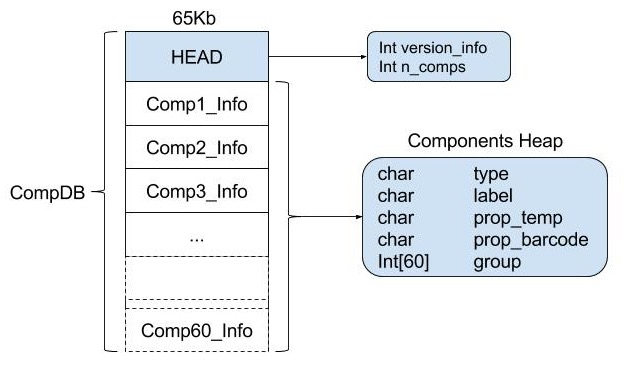 65Kb
HEAD
Int version_info
Int n_comps
Comp1_Info
Comp2_Info
Comp3_Info
...
Comp60_Info
CompDB
Components Heap
char type
char label
char prop_temp
char prop_barcode
Int[60] group